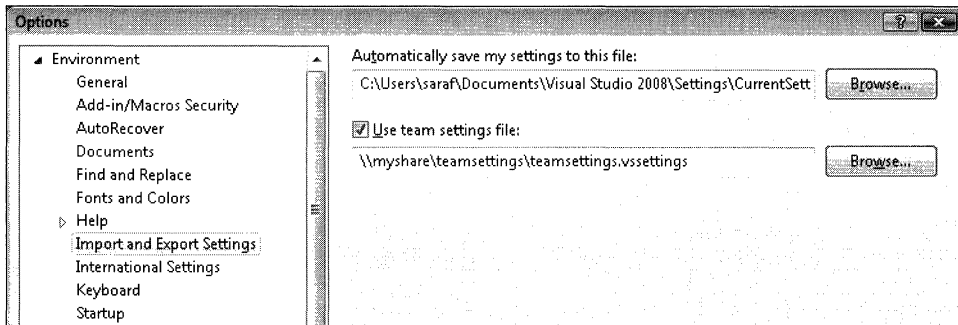 Options
Environment
General
Add-in/Macros Security
AutoRecover
Documents
Find and Replace
Fonts and Colors
Help
Import and Export Settings
International Settings
Keyboard
Startup
Automatically save my settings to this file:
C:\Users\saraf\Documents\Visual Studio 2008\Settings\CurrentSett
Browse...
Use team settings file:
\\myshare\teamsettings\teamsettings.vssettings
Browse...